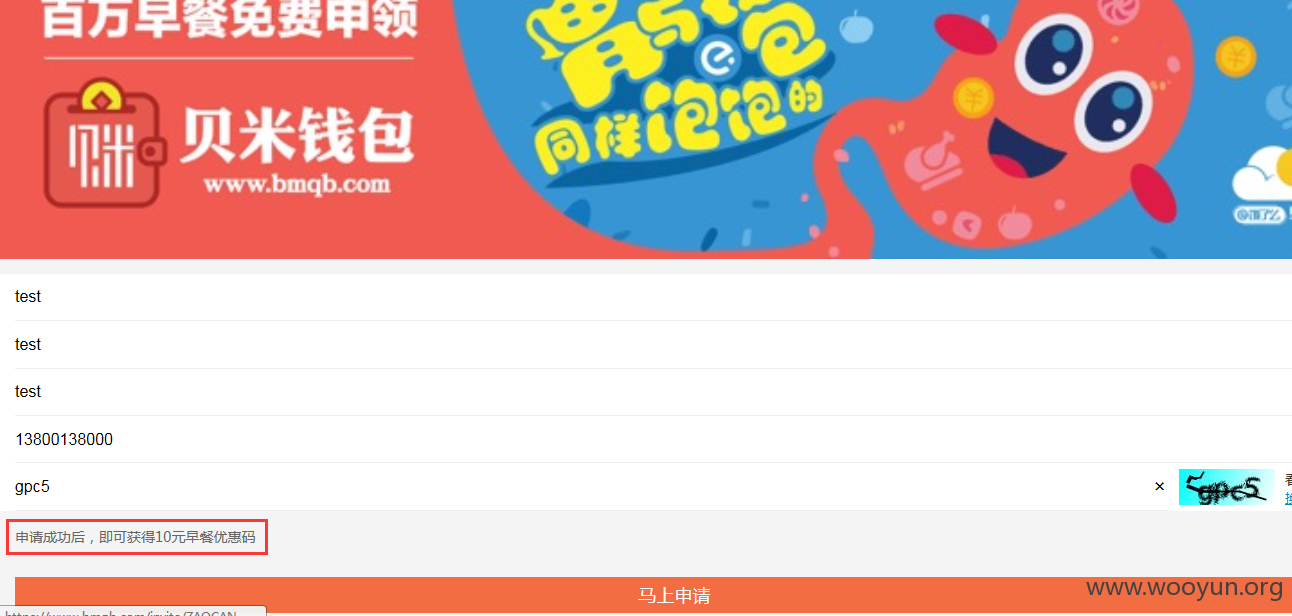 百万早餐免费申领
贝米钱包
www.bmqb.com
同样泡泡的
test
test
test
13800138000
gpc5
×
gpc5
看
申请成功后，即可获得10元早餐优惠码
马上申请
www.wooyun.org
https://www.bmqb.com/invite/ZAOCAN